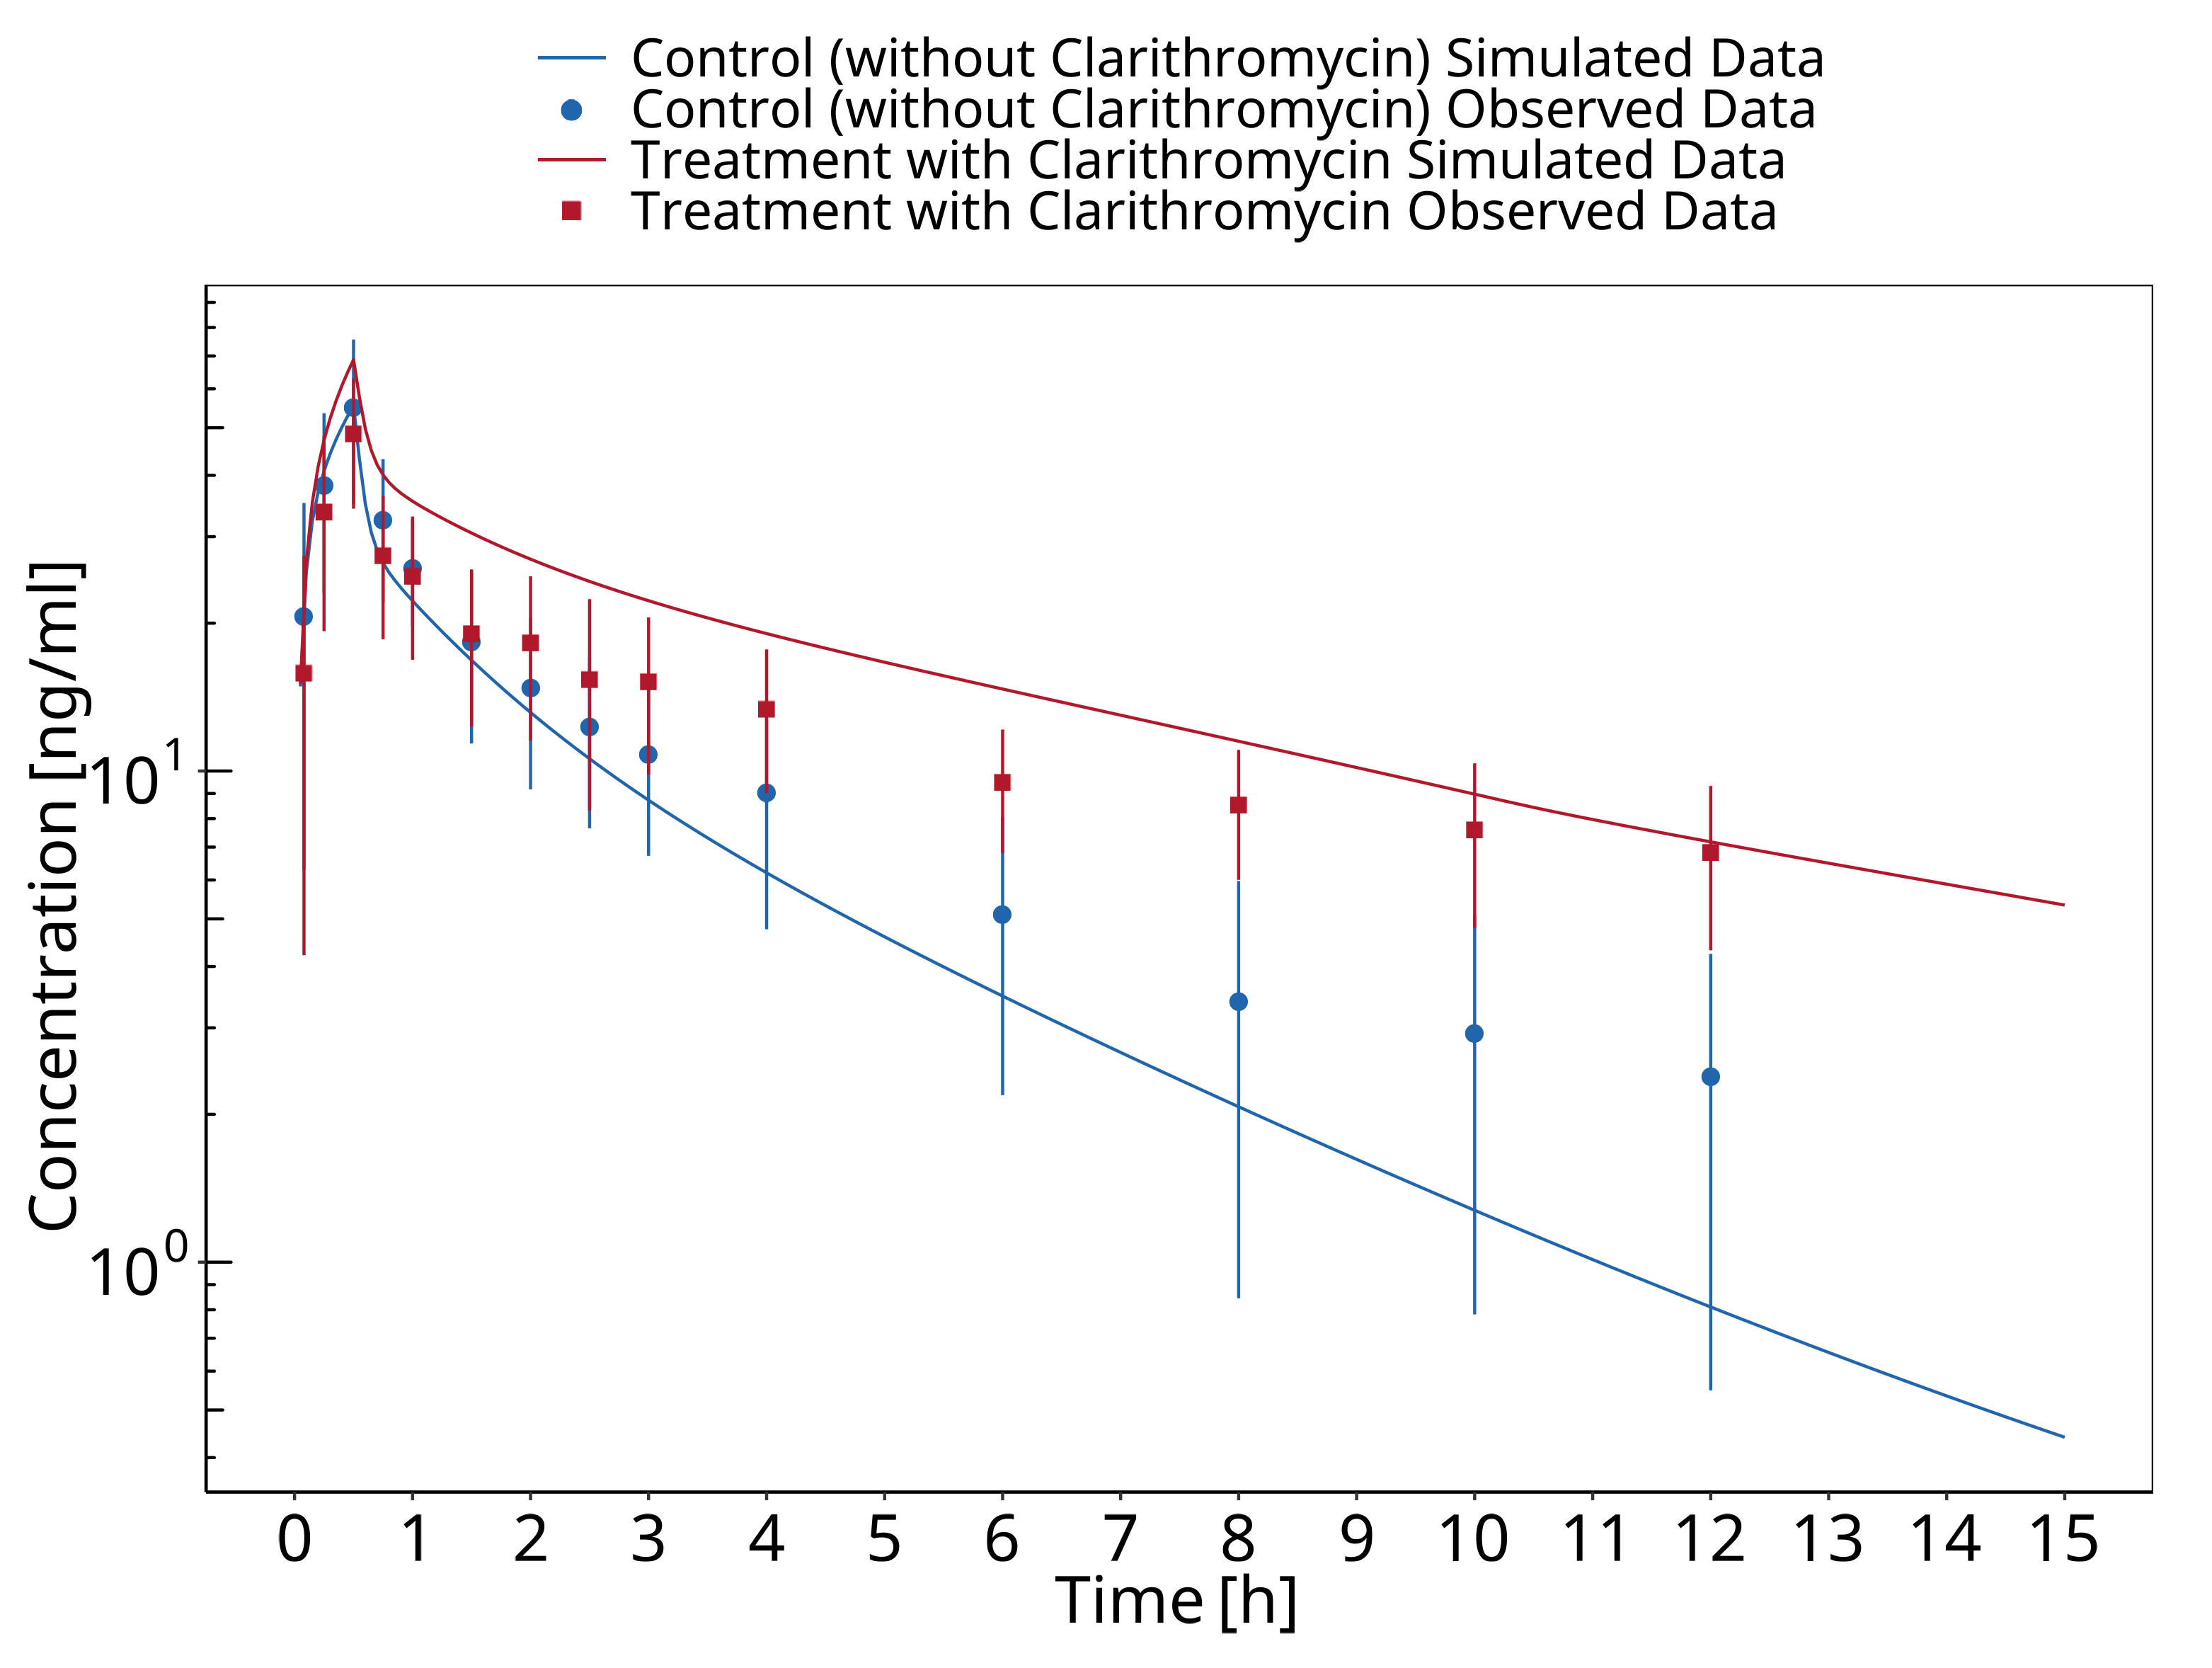 Control (without Clarithromycin) Simulated Data
Control (without Clarithromycin) Observed Data
Treatment with Clarithromycin Simulated Data
Treatment with Clarithromycin Observed Data
Concentration [ng/ml]
10^1
10^0
0 1 2 3 4 5 6 7 8 9 10 11 12 13 14 15
Time [h]